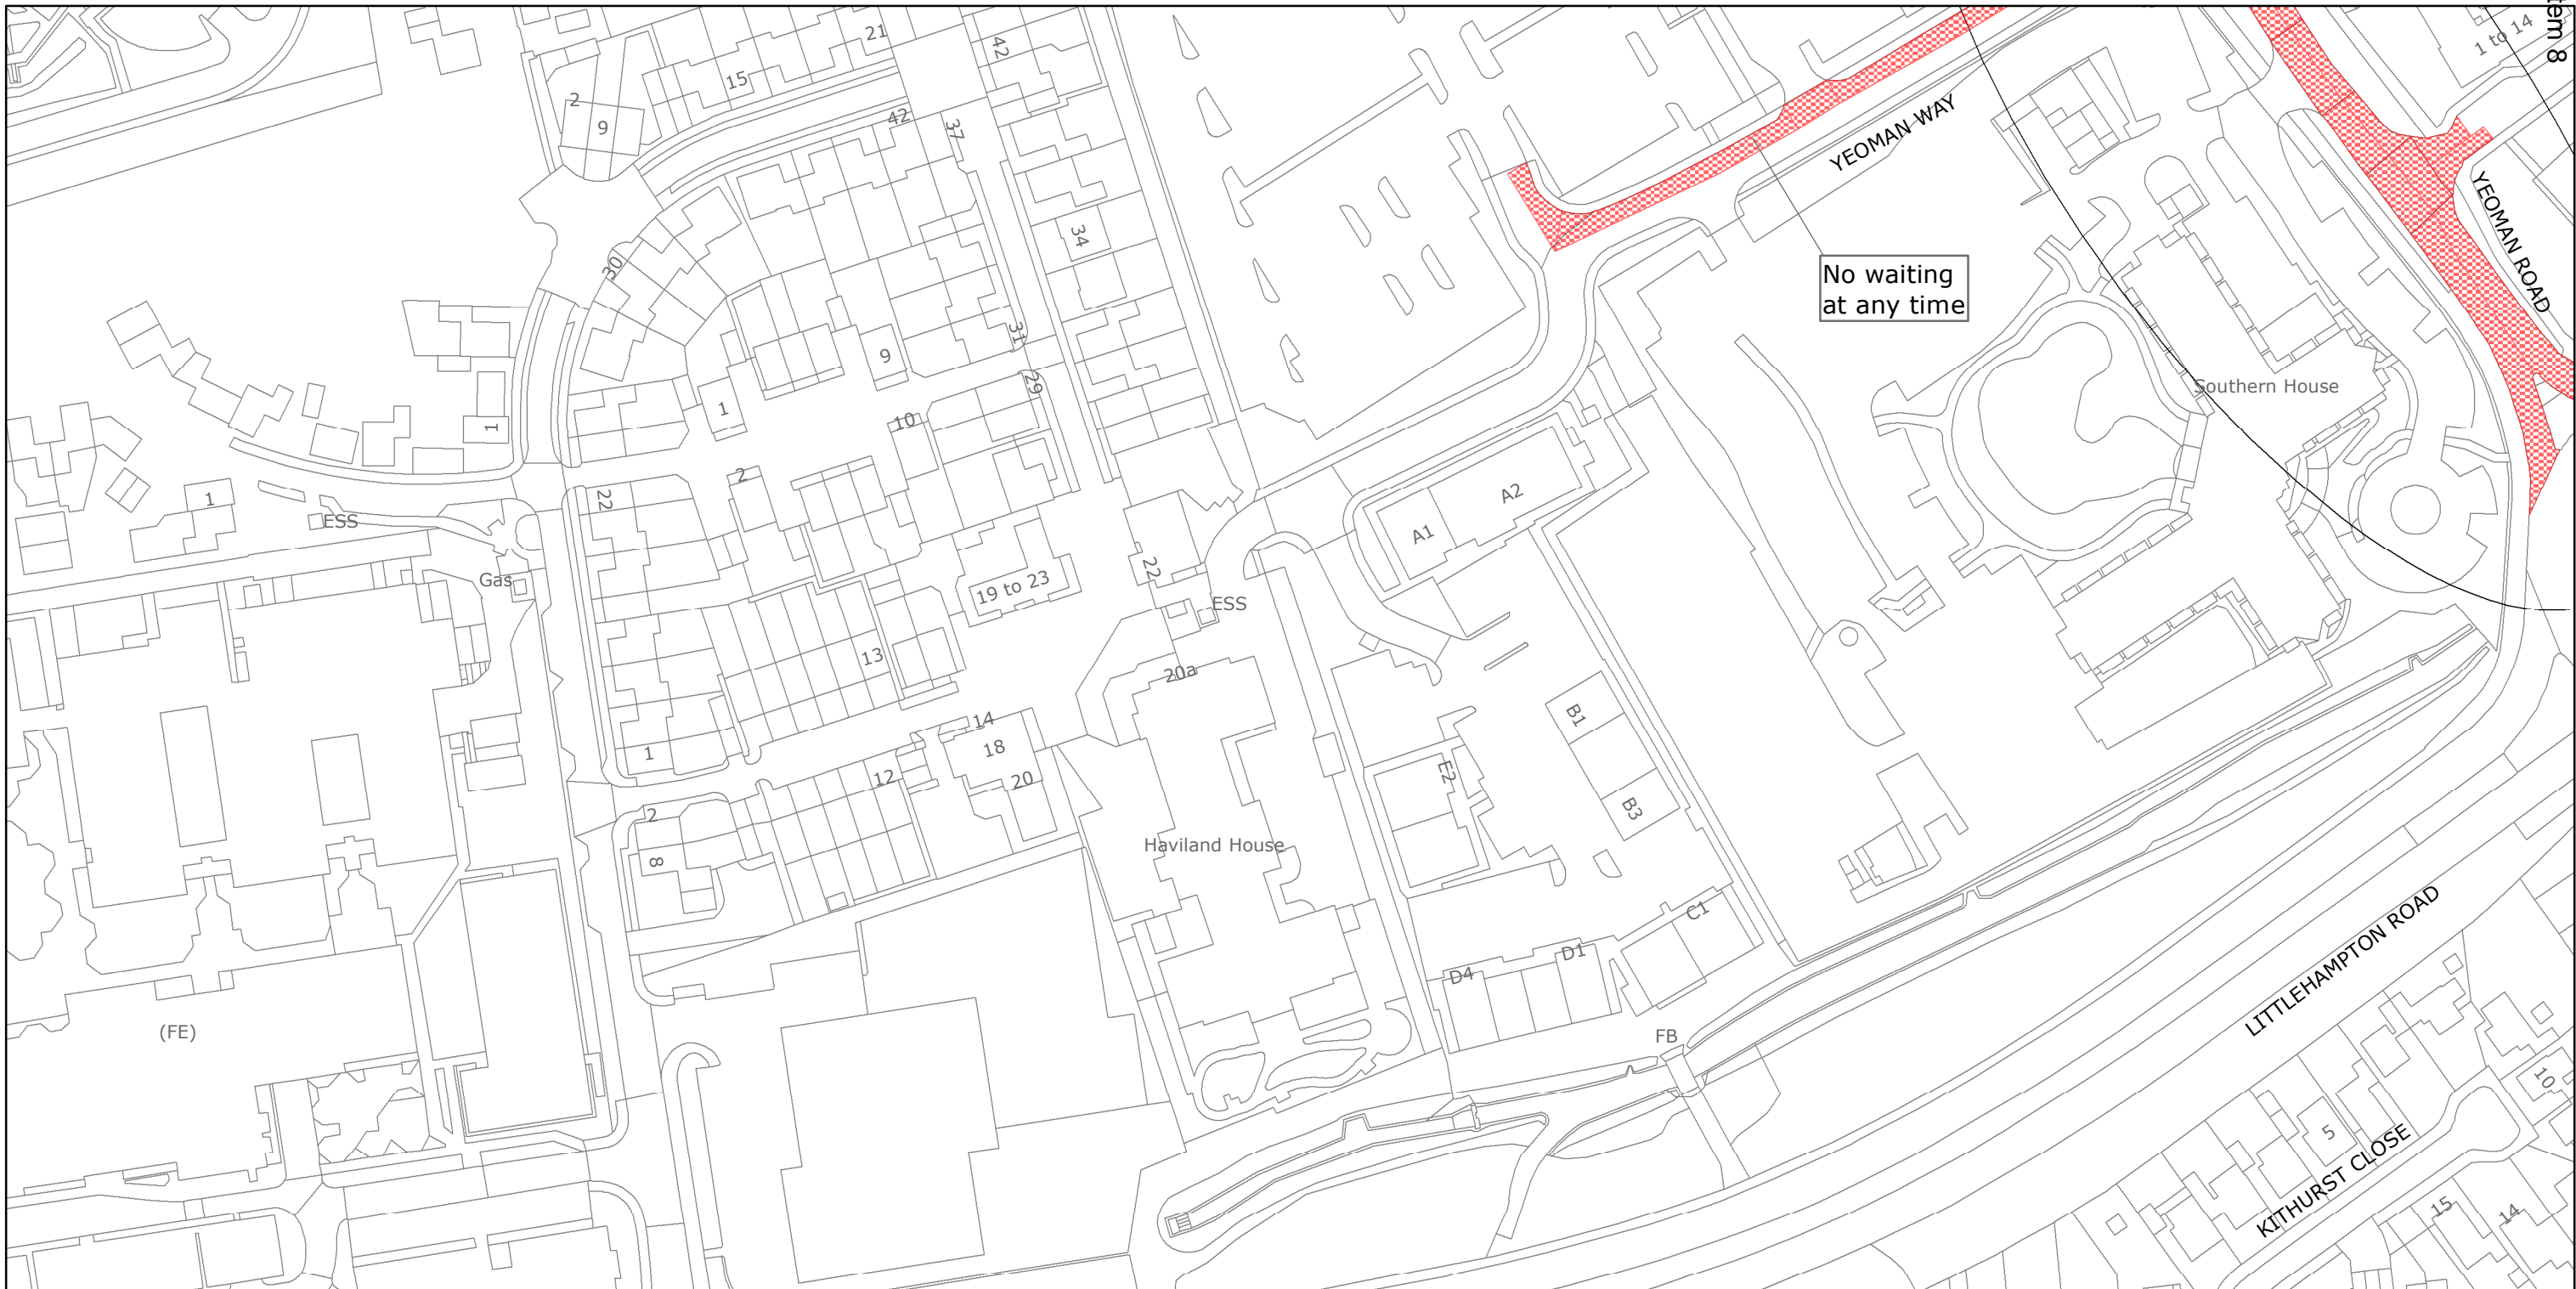 tem 8
1 to 14
21
42
15
2
9
42
37
YEOMAN WAY
YEOMAN ROAD
34
30
No waiting
at any time
31
9
29
Southern House
1
10
1
2
22
1
A2
A1
ESS
22
Gas
19 to 23
ESS
13
20a
14
18
B1
1
12
20
E2
2
B3
8
Haviland House
C1
D1
D4
LITTLEHAMPTON ROAD
(FE)
FB
10
5
KITHURST CLOSE
15
14